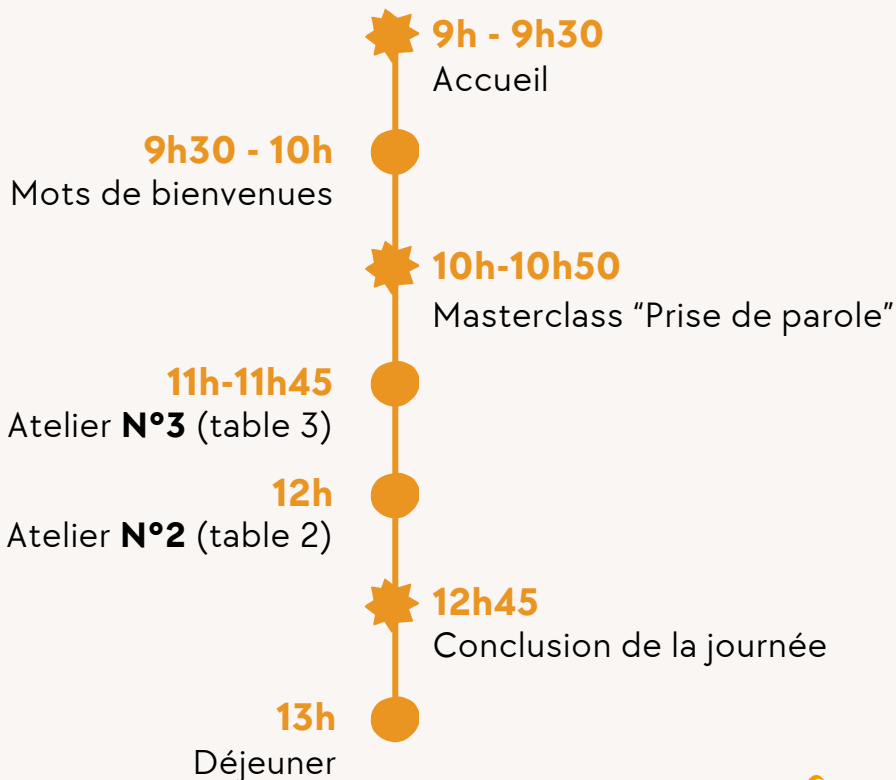 9h - 9h30
Accueil
9h30 - 10h
Mots de bienvenues
10h-10h50
Masterclass “Prise de parole”
11h-11h45
Atelier N°3 (table 3)
12h
Atelier N°2 (table 2)
12h45
Conclusion de la journée
13h
Déjeuner